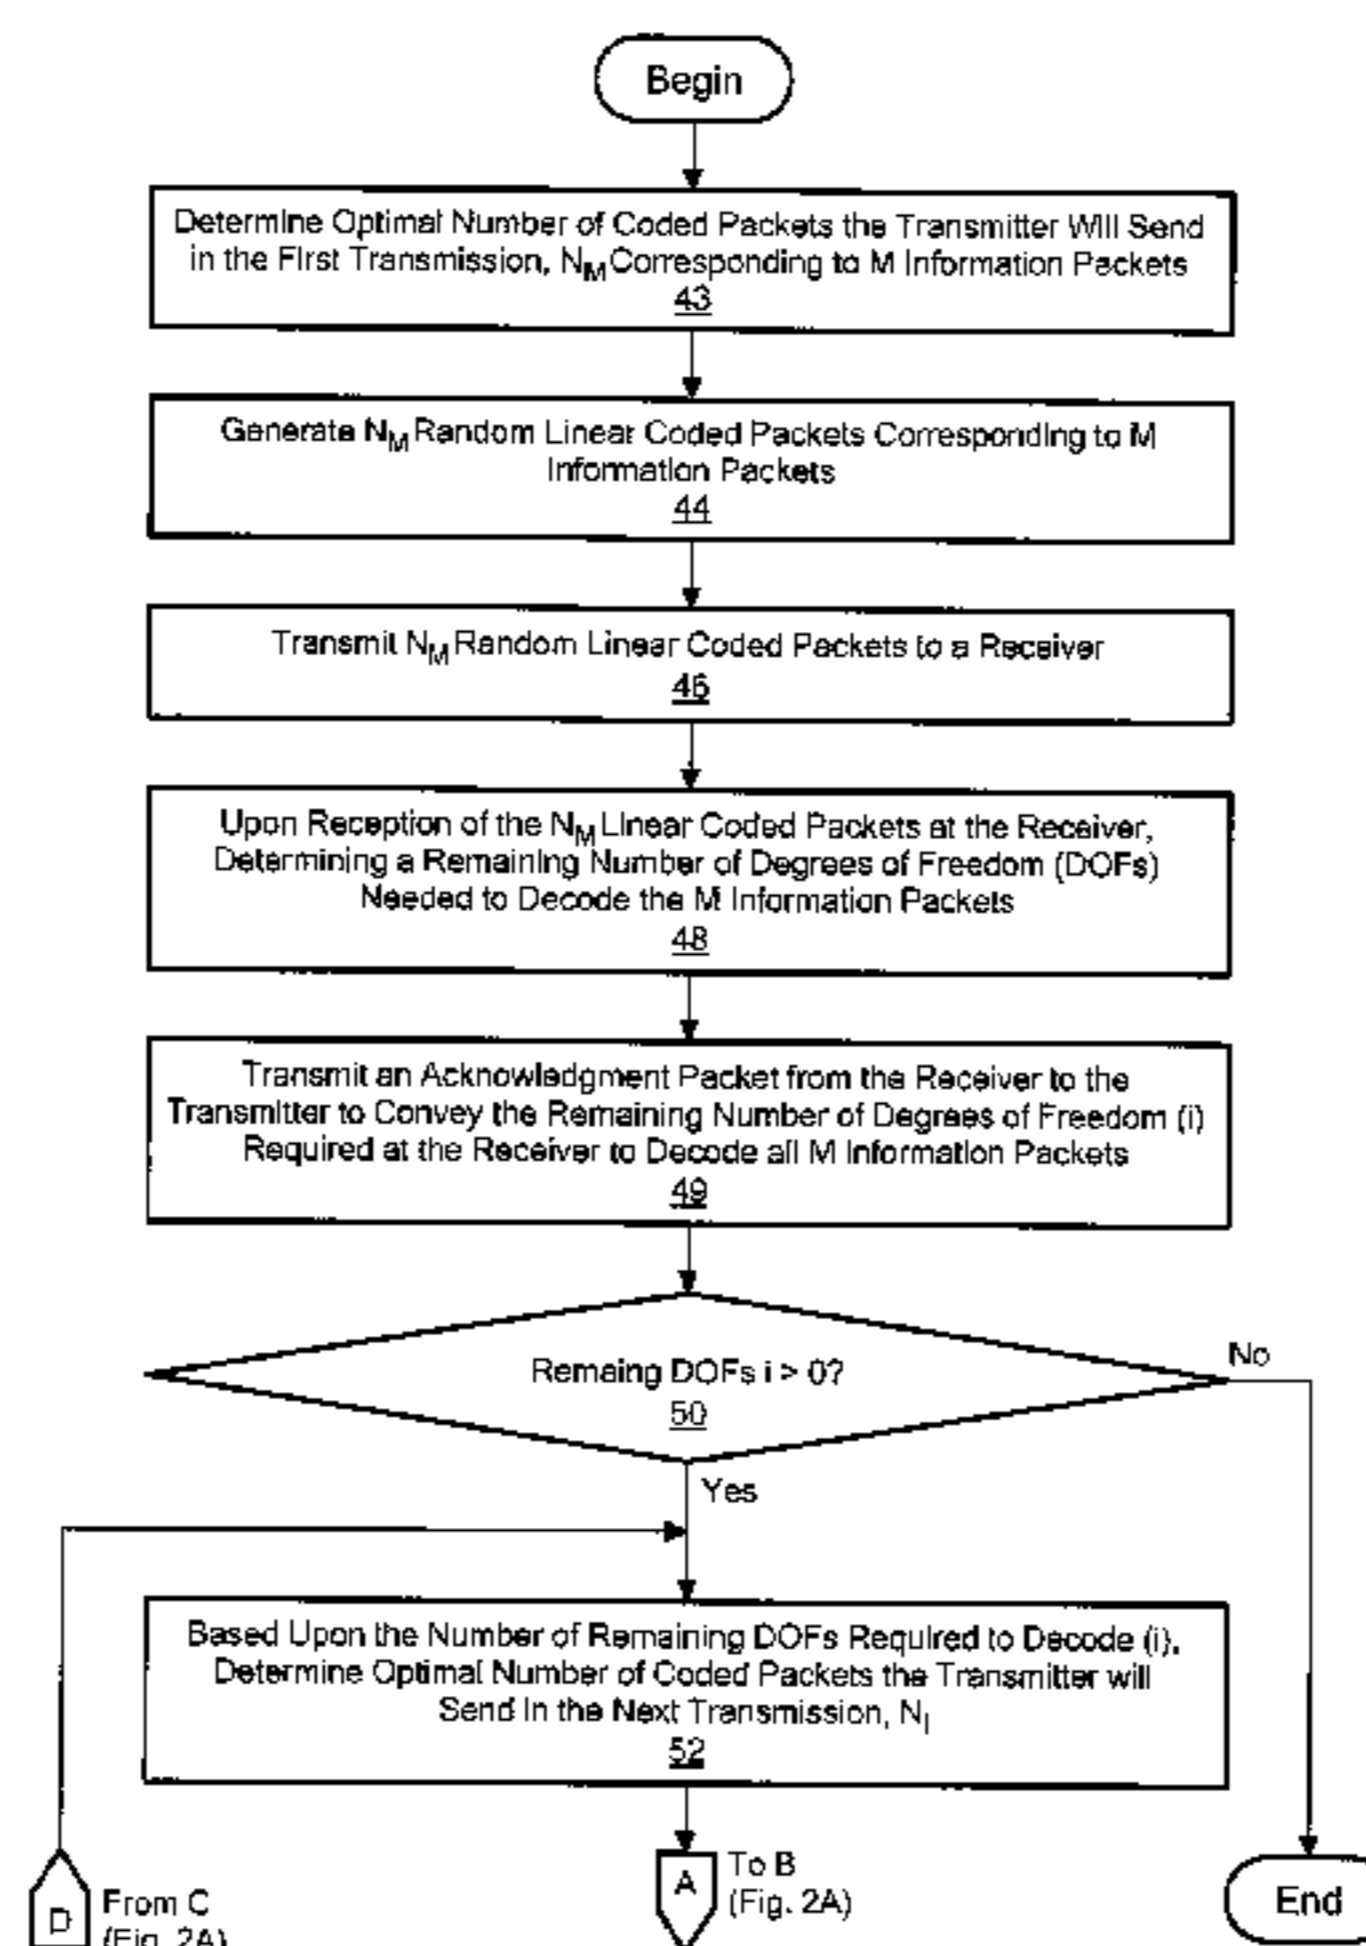 Begin
Determine Optimal Number of Coded Packets the Transmitter Will Send
in the First Transmission, NM Corresponding to M Information Packets
43
Generate NM Random Linear Coded Packets Corresponding to M
Information Packets
44
Transmit NM Random Linear Coded Packets to a Receiver
46
Upon Reception of the NM Linear Coded Packets at the Receiver,
Determining a Remaining Number of Degrees of Freedom (DOFs)
Needed to Decode the M Information Packets
48
Transmit an Acknowledgment Packet from the Receiver to the
Transmitter to Convey the Remaining Number of Degrees of Freedom (i)
Required at the Receiver to Decode all M Information Packets
49
Remaing DOFs i > 0?
50
No
Yes
Based Upon the Number of Remaining DOFs Required to Decode (i),
Determine Optimal Number of Coded Packets the Transmitter will
Send in the Next Transmission, Ni
52
D
From C
(Fig. 2A)
A
To B
(Fig. 2A)
End